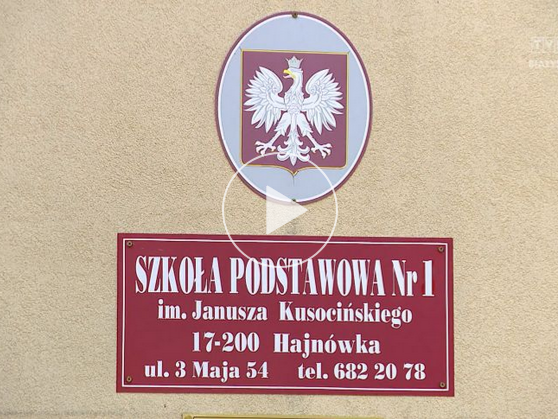 SZKOŁA PODSTAWOWA Nr 1
im. Janusza Kusocińskiego
17-200 Hajnówka
ul. 3 Maja 54 tel. 682 20 78